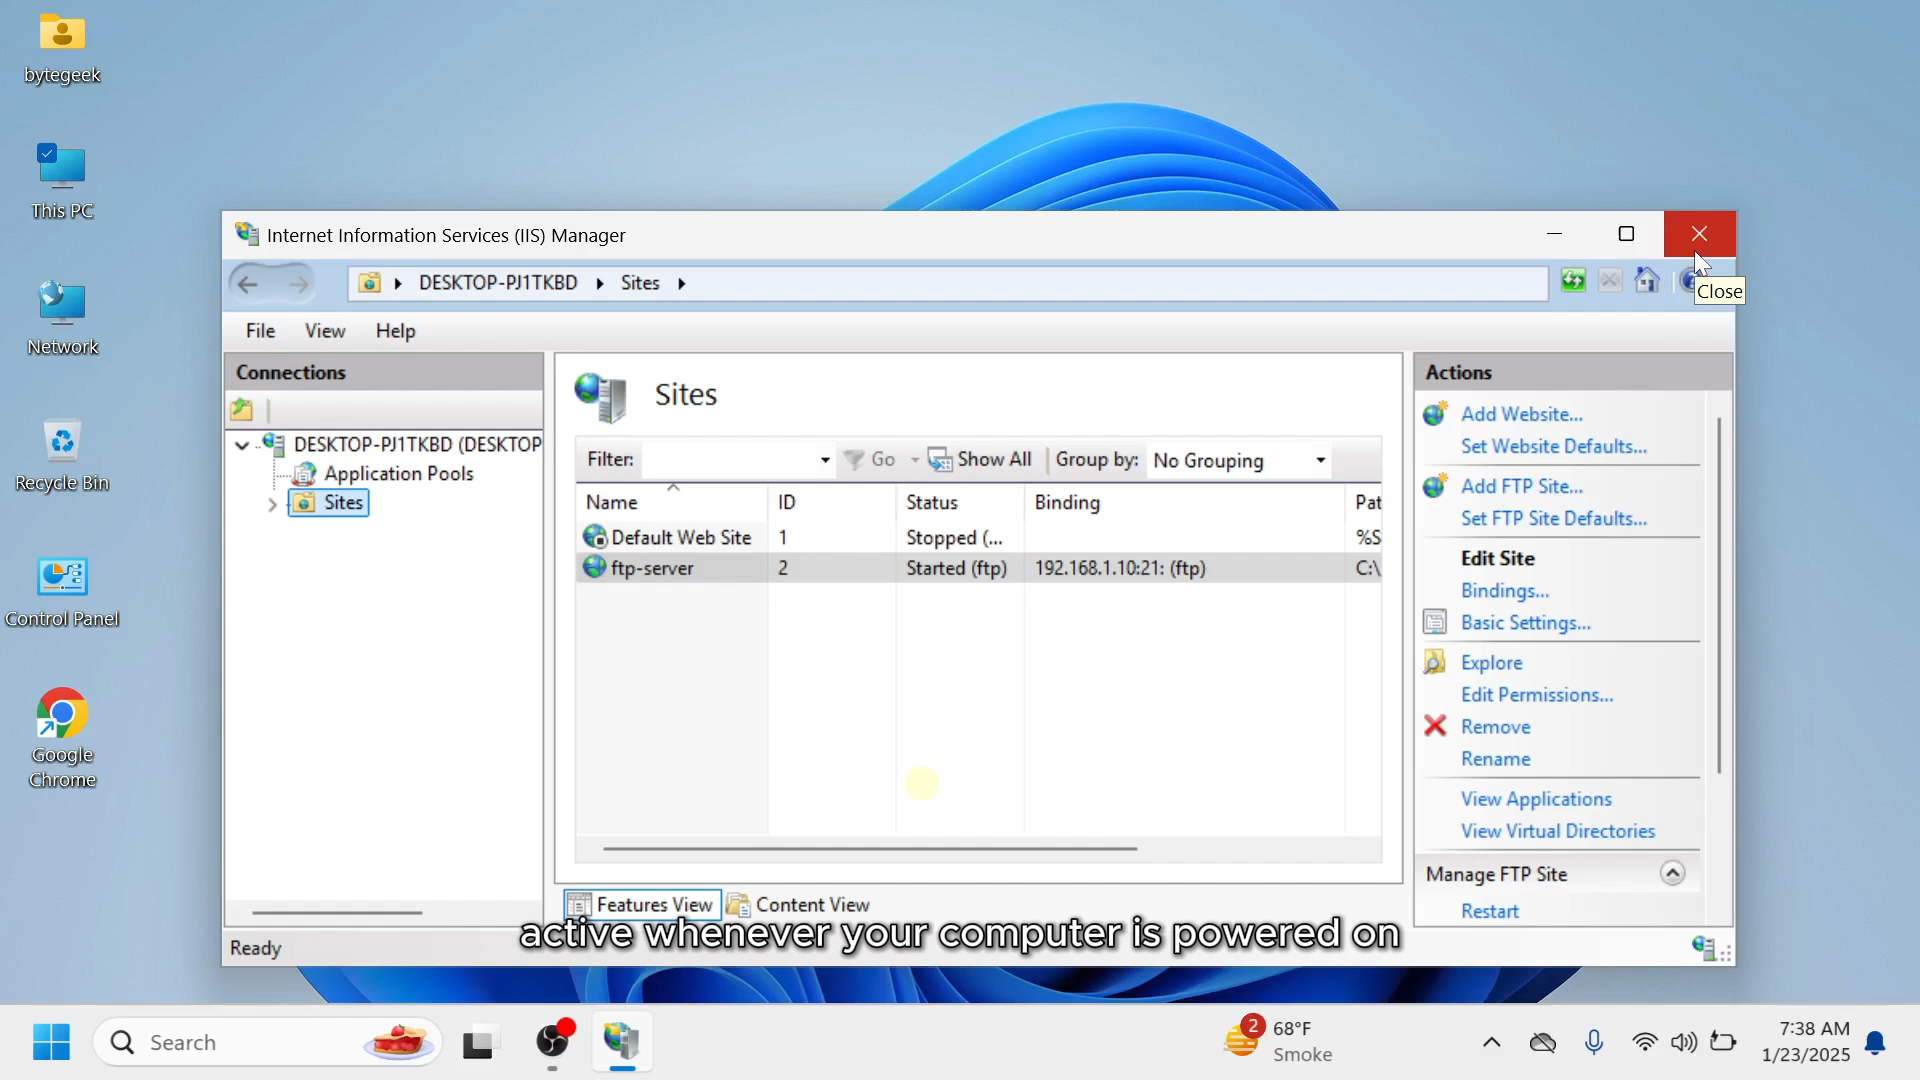 bytegeek
This PC
Network
Recycle Bin
Control Panel
Google
Chrome
Internet Information Services (IIS) Manager
Close
DESKTOP-PJ1TKBD
Sites
File View Help
Connections
DESKTOP-PJ1TKBD (DESKTOP
Application Pools
Sites
Sites
Filter: Go Show All Group by: No Grouping
Name ID Status Binding Pat
Default Web Site 1 Stopped (... %S
ftp-server 2 Started (ftp) 192.168.1.10:21: (ftp) C:\
Features View Content View
Actions
Add Website...
Set Website Defaults...
Add FTP Site...
Set FTP Site Defaults...
Edit Site
Bindings...
Basic Settings...
Explore
Edit Permissions...
Remove
Rename
View Applications
View Virtual Directories
Manage FTP Site
Restart
active whenever your computer is powered on
Ready
Search
2
68°F
Smoke
7:38 AM
1/23/2025